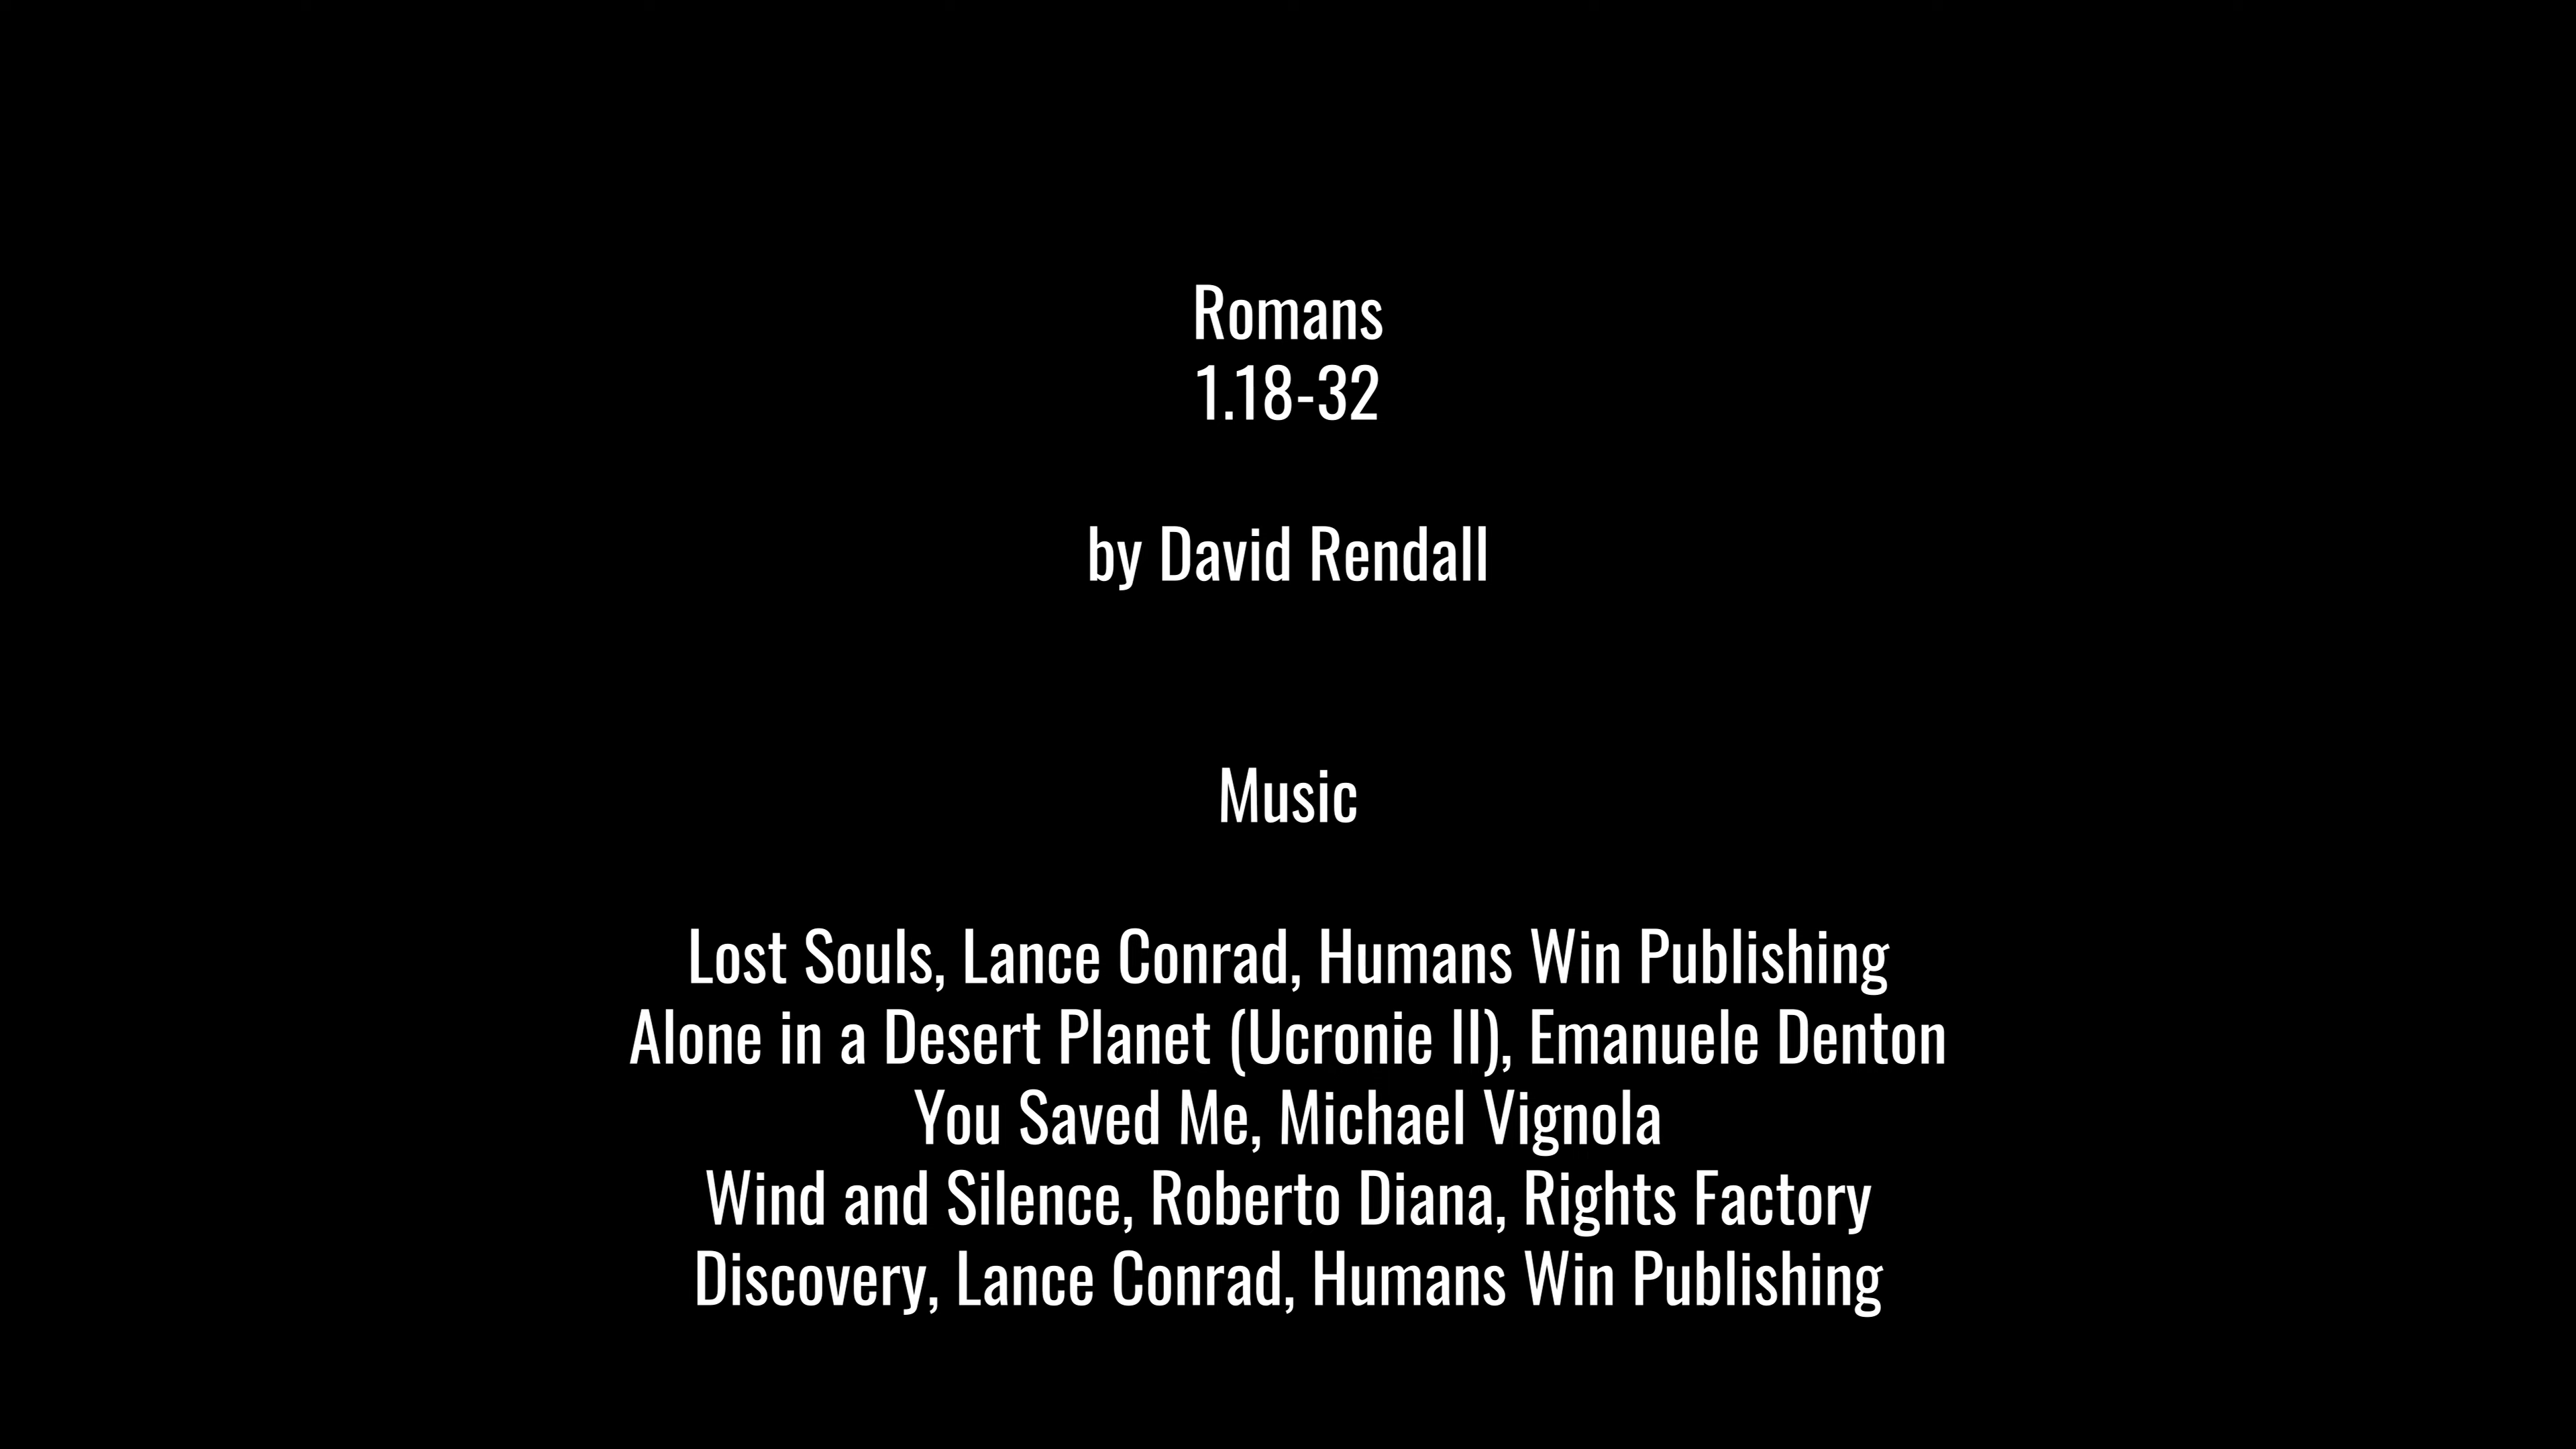 Romans
1.18-32
by David Rendall
Music
Lost Souls, Lance Conrad, Humans Win Publishing
Alone in a Desert Planet (Ucronie II), Emanuele Denton
You Saved Me, Michael Vignola
Wind and Silence, Roberto Diana, Rights Factory
Discovery, Lance Conrad, Humans Win Publishing